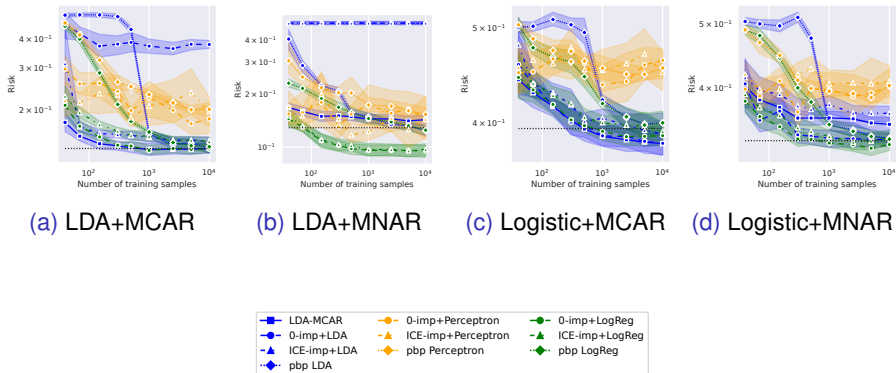 4 × 10⁻¹
3 × 10⁻¹
2 × 10⁻¹
Risk
10²
10³
10⁴
Number of training samples
(a) LDA+MCAR
4 × 10⁻¹
3 × 10⁻¹
2 × 10⁻¹
10⁻¹
Risk
10²
10³
10⁴
Number of training samples
(b) LDA+MNAR
5 × 10⁻¹
4 × 10⁻¹
Risk
10²
10³
10⁴
Number of training samples
(c) Logistic+MCAR
5 × 10⁻¹
4 × 10⁻¹
Risk
10²
10³
10⁴
Number of training samples
(d) Logistic+MNAR
LDA-MCAR
0-imp+LDA
ICE-imp+LDA
pbp LDA
0-imp+Perceptron
ICE-imp+Perceptron
pbp Perceptron
0-imp+LogReg
ICE-imp+LogReg
pbp LogReg